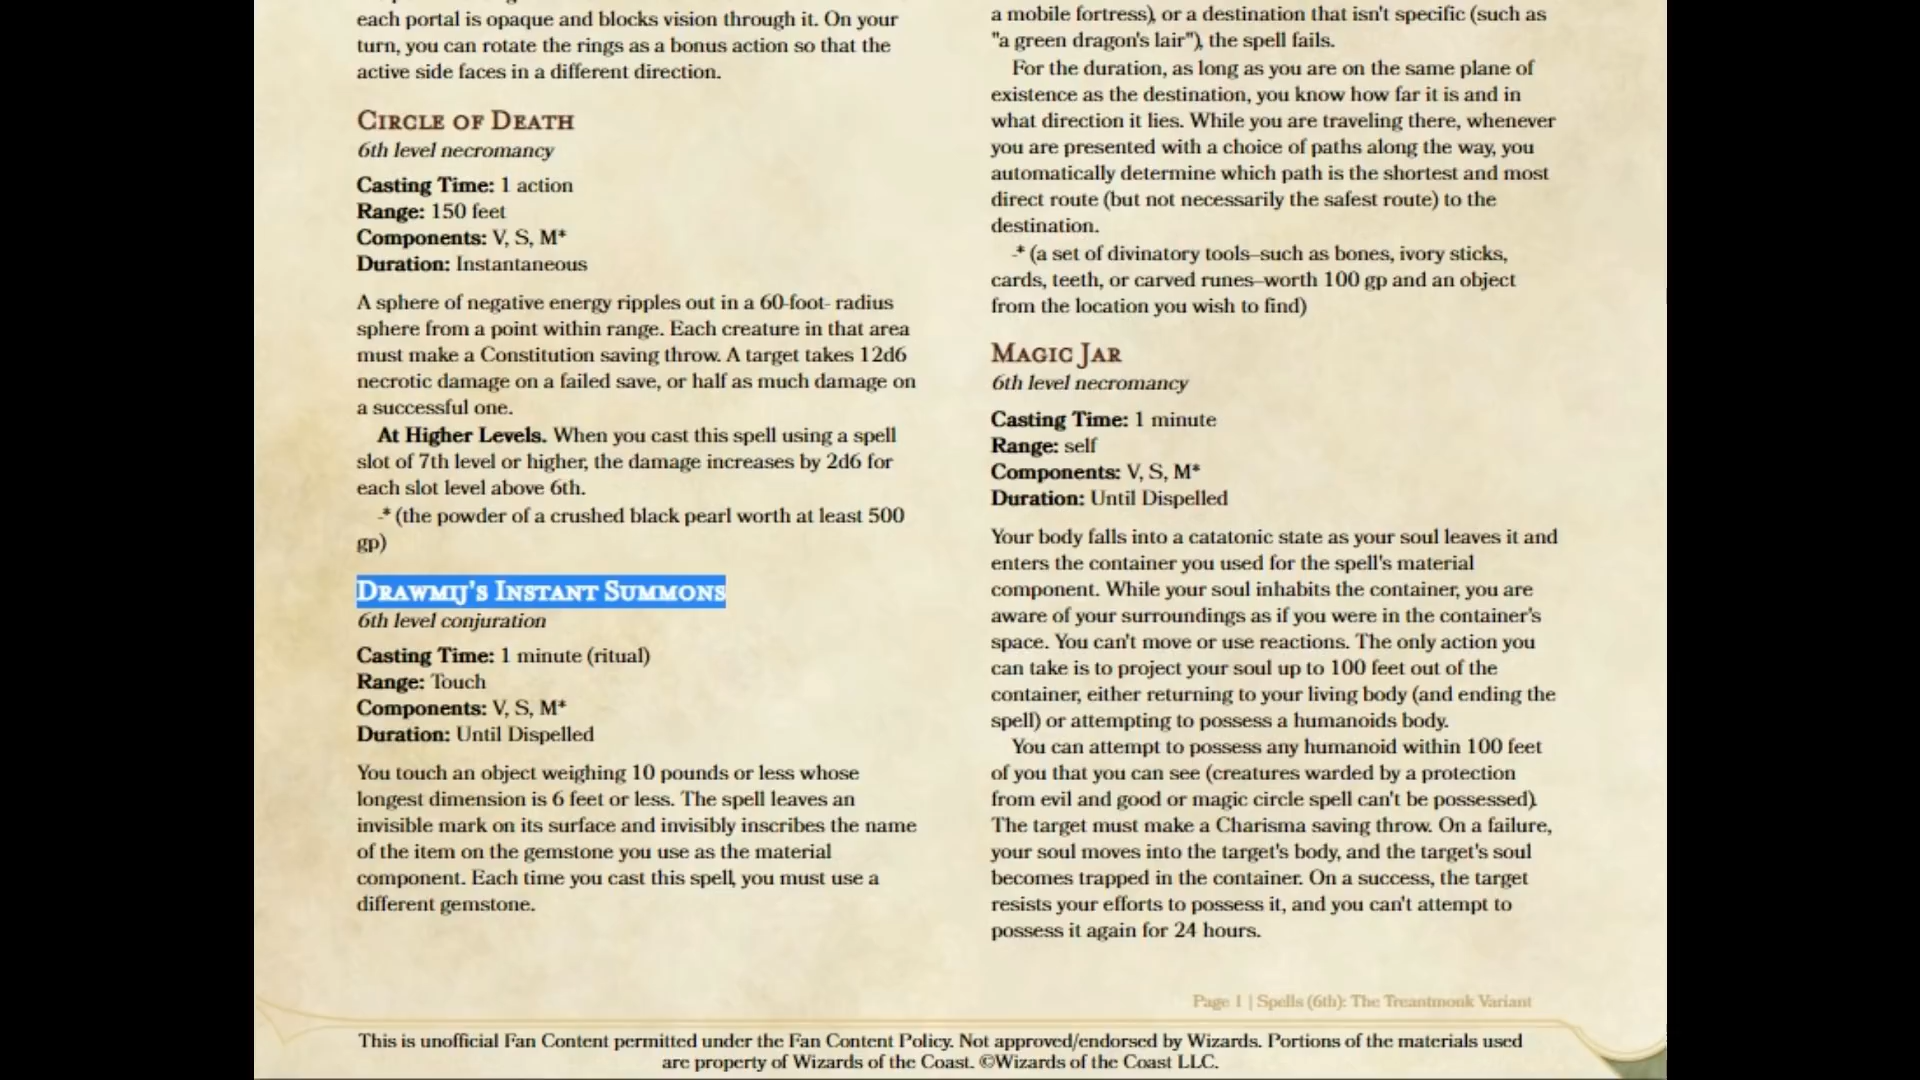 each portal is opaque and blocks vision through it. On your
turn, you can rotate the rings as a bonus action so that the
active side faces in a different direction.
CIRCLE OF DEATH
6th level necromancy
Casting Time: 1 action
Range: 150 feet
Components: V, S, M*
Duration: Instantaneous
A sphere of negative energy ripples out in a 60-foot- radius
sphere from a point within range. Each creature in that area
must make a Constitution saving throw. A target takes 12d6
necrotic damage on a failed save, or half as much damage on
a successful one.
At Higher Levels. When you cast this spell using a spell
slot of 7th level or higher, the damage increases by 2d6 for
each slot level above 6th.
-* (the powder of a crushed black pearl worth at least 500
gp)
DRAWMIJ'S INSTANT SUMMONS
6th level conjuration
Casting Time: 1 minute (ritual)
Range: Touch
Components: V, S, M*
Duration: Until Dispelled
You touch an object weighing 10 pounds or less whose
longest dimension is 6 feet or less. The spell leaves an
invisible mark on its surface and invisibly inscribes the name
of the item on the gemstone you use as the material
component. Each time you cast this spell, you must use a
different gemstone.
a mobile fortress), or a destination that isn't specific (such as
"a green dragon's lair"), the spell fails.
For the duration, as long as you are on the same plane of
existence as the destination, you know how far it is and in
what direction it lies. While you are traveling there, whenever
you are presented with a choice of paths along the way, you
automatically determine which path is the shortest and most
direct route (but not necessarily the safest route) to the
destination.
-* (a set of divinatory tools–such as bones, ivory sticks,
cards, teeth, or carved runes–worth 100 gp and an object
from the location you wish to find)
MAGIC JAR
6th level necromancy
Casting Time: 1 minute
Range: self
Components: V, S, M*
Duration: Until Dispelled
Your body falls into a catatonic state as your soul leaves it and
enters the container you used for the spell's material
component. While your soul inhabits the container, you are
aware of your surroundings as if you were in the container's
space. You can't move or use reactions. The only action you
can take is to project your soul up to 100 feet out of the
container, either returning to your living body (and ending the
spell) or attempting to possess a humanoids body.
You can attempt to possess any humanoid within 100 feet
of you that you can see (creatures warded by a protection
from evil and good or magic circle spell can't be possessed).
The target must make a Charisma saving throw. On a failure,
your soul moves into the target's body, and the target's soul
becomes trapped in the container. On a success, the target
resists your efforts to possess it, and you can't attempt to
possess it again for 24 hours.
Page 1 | Spells (6th): The Treantmonk Variant
This is unofficial Fan Content permitted under the Fan Content Policy. Not approved/endorsed by Wizards. Portions of the materials used
are property of Wizards of the Coast. ©Wizards of the Coast LLC.